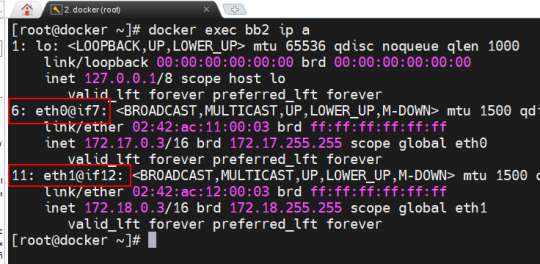 2. docker (root)
[root@docker ~]# docker exec bb2 ip a
1: lo: <LOOPBACK,UP,LOWER_UP> mtu 65536 qdisc noqueue qlen 1000
link/loopback 00:00:00:00:00:00 brd 00:00:00:00:00:00
inet 127.0.0.1/8 scope host lo
valid_lft forever preferred_lft forever
6: eth0@if7: <BROADCAST,MULTICAST,UP,LOWER_UP,M-DOWN> mtu 1500 qdi
link/ether 02:42:ac:11:00:03 brd ff:ff:ff:ff:ff:ff
inet 172.17.0.3/16 brd 172.17.255.255 scope global eth0
valid_lft forever preferred_lft forever
11: eth1@if12: <BROADCAST,MULTICAST,UP,LOWER_UP,M-DOWN> mtu 1500 q
link/ether 02:42:ac:12:00:03 brd ff:ff:ff:ff:ff:ff
inet 172.18.0.3/16 brd 172.18.255.255 scope global eth1
valid_lft forever preferred_lft forever
[root@docker ~]#